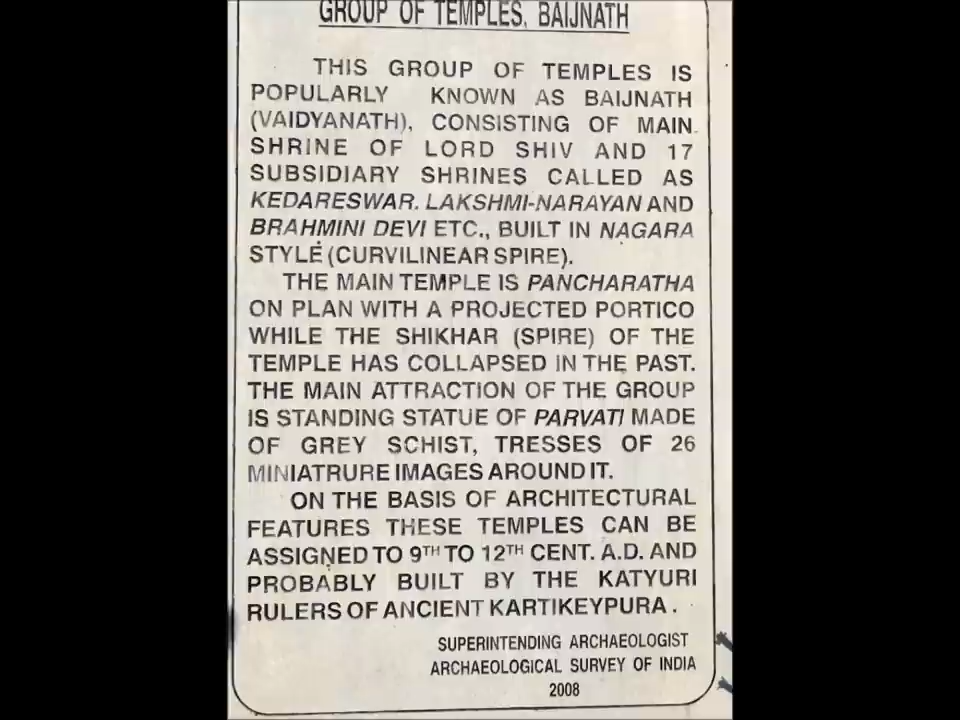 GROUP OF TEMPLES, BAIJNATH
THIS GROUP OF TEMPLES IS
POPULARLY KNOWN AS BAIJNATH
(VAIDYANATH), CONSISTING OF MAIN
SHRINE OF LORD SHIV AND 17
SUBSIDIARY SHRINES CALLED AS
KEDARESWAR. LAKSHMI-NARAYAN AND
BRAHMINI DEVI ETC., BUILT IN NAGARA
STYLE (CURVILINEAR SPIRE).
THE MAIN TEMPLE IS PANCHARATHA
ON PLAN WITH A PROJECTED PORTICO
WHILE THE SHIKHAR (SPIRE) OF THE
TEMPLE HAS COLLAPSED IN THE PAST.
THE MAIN ATTRACTION OF THE GROUP
IS STANDING STATUE OF PARVATI MADE
OF GREY SCHIST, TRESSES OF 26
MINIATRURE IMAGES AROUND IT.
ON THE BASIS OF ARCHITECTURAL
FEATURES THESE TEMPLES CAN BE
ASSIGNED TO 9TH TO 12TH CENT. A.D. AND
PROBABLY BUILT BY THE KATYURI
RULERS OF ANCIENT KARTIKEYPURA.
SUPERINTENDING ARCHAEOLOGIST
ARCHAEOLOGICAL SURVEY OF INDIA
2008